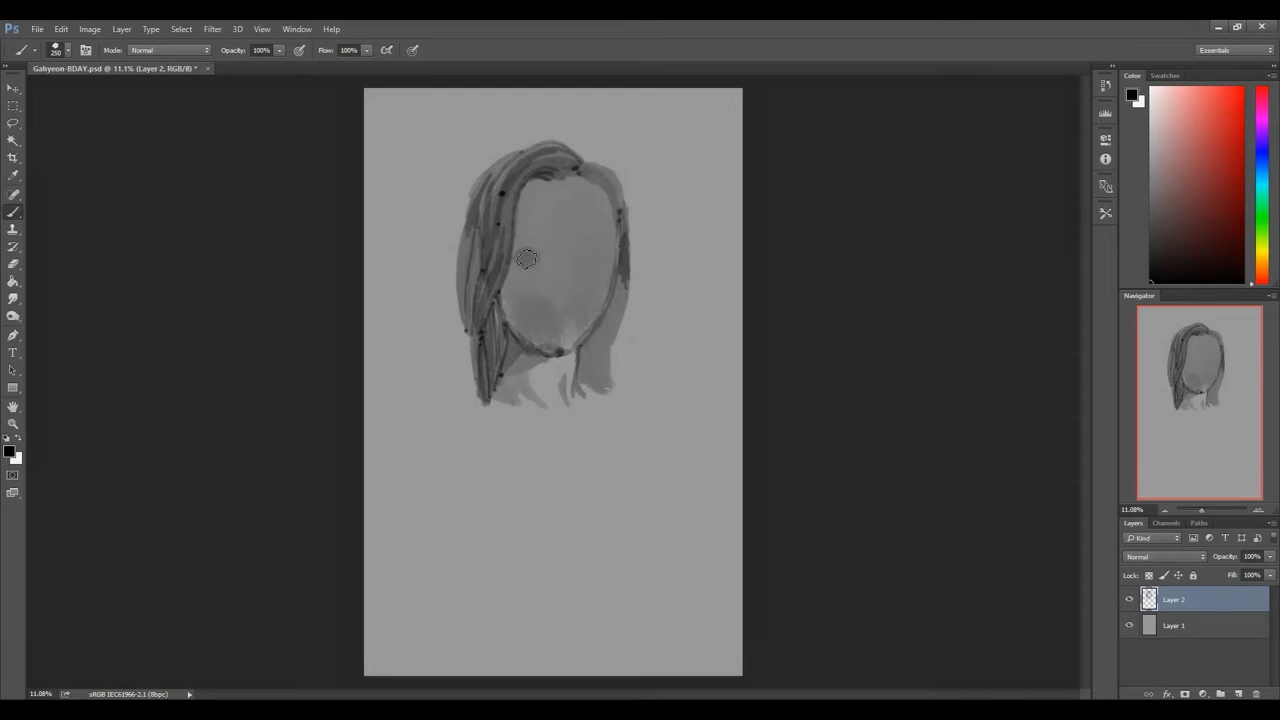 Ps File Edit Image Layer Type Select Filter 3D View Window Help
250 Mode: Normal Opacity: 100% Flow: 100% Essentials
Gahyeon-BDAY.psd @ 11.1% (Layer 2, RGB/8) * ×
Color Swatches
Navigator
11.08%
Layers Channels Paths
Kind
Normal Opacity: 100%
Lock: Fill: 100%
Layer 2
Layer 1
11.08% sRGB IEC61966-2.1 (8bpc)